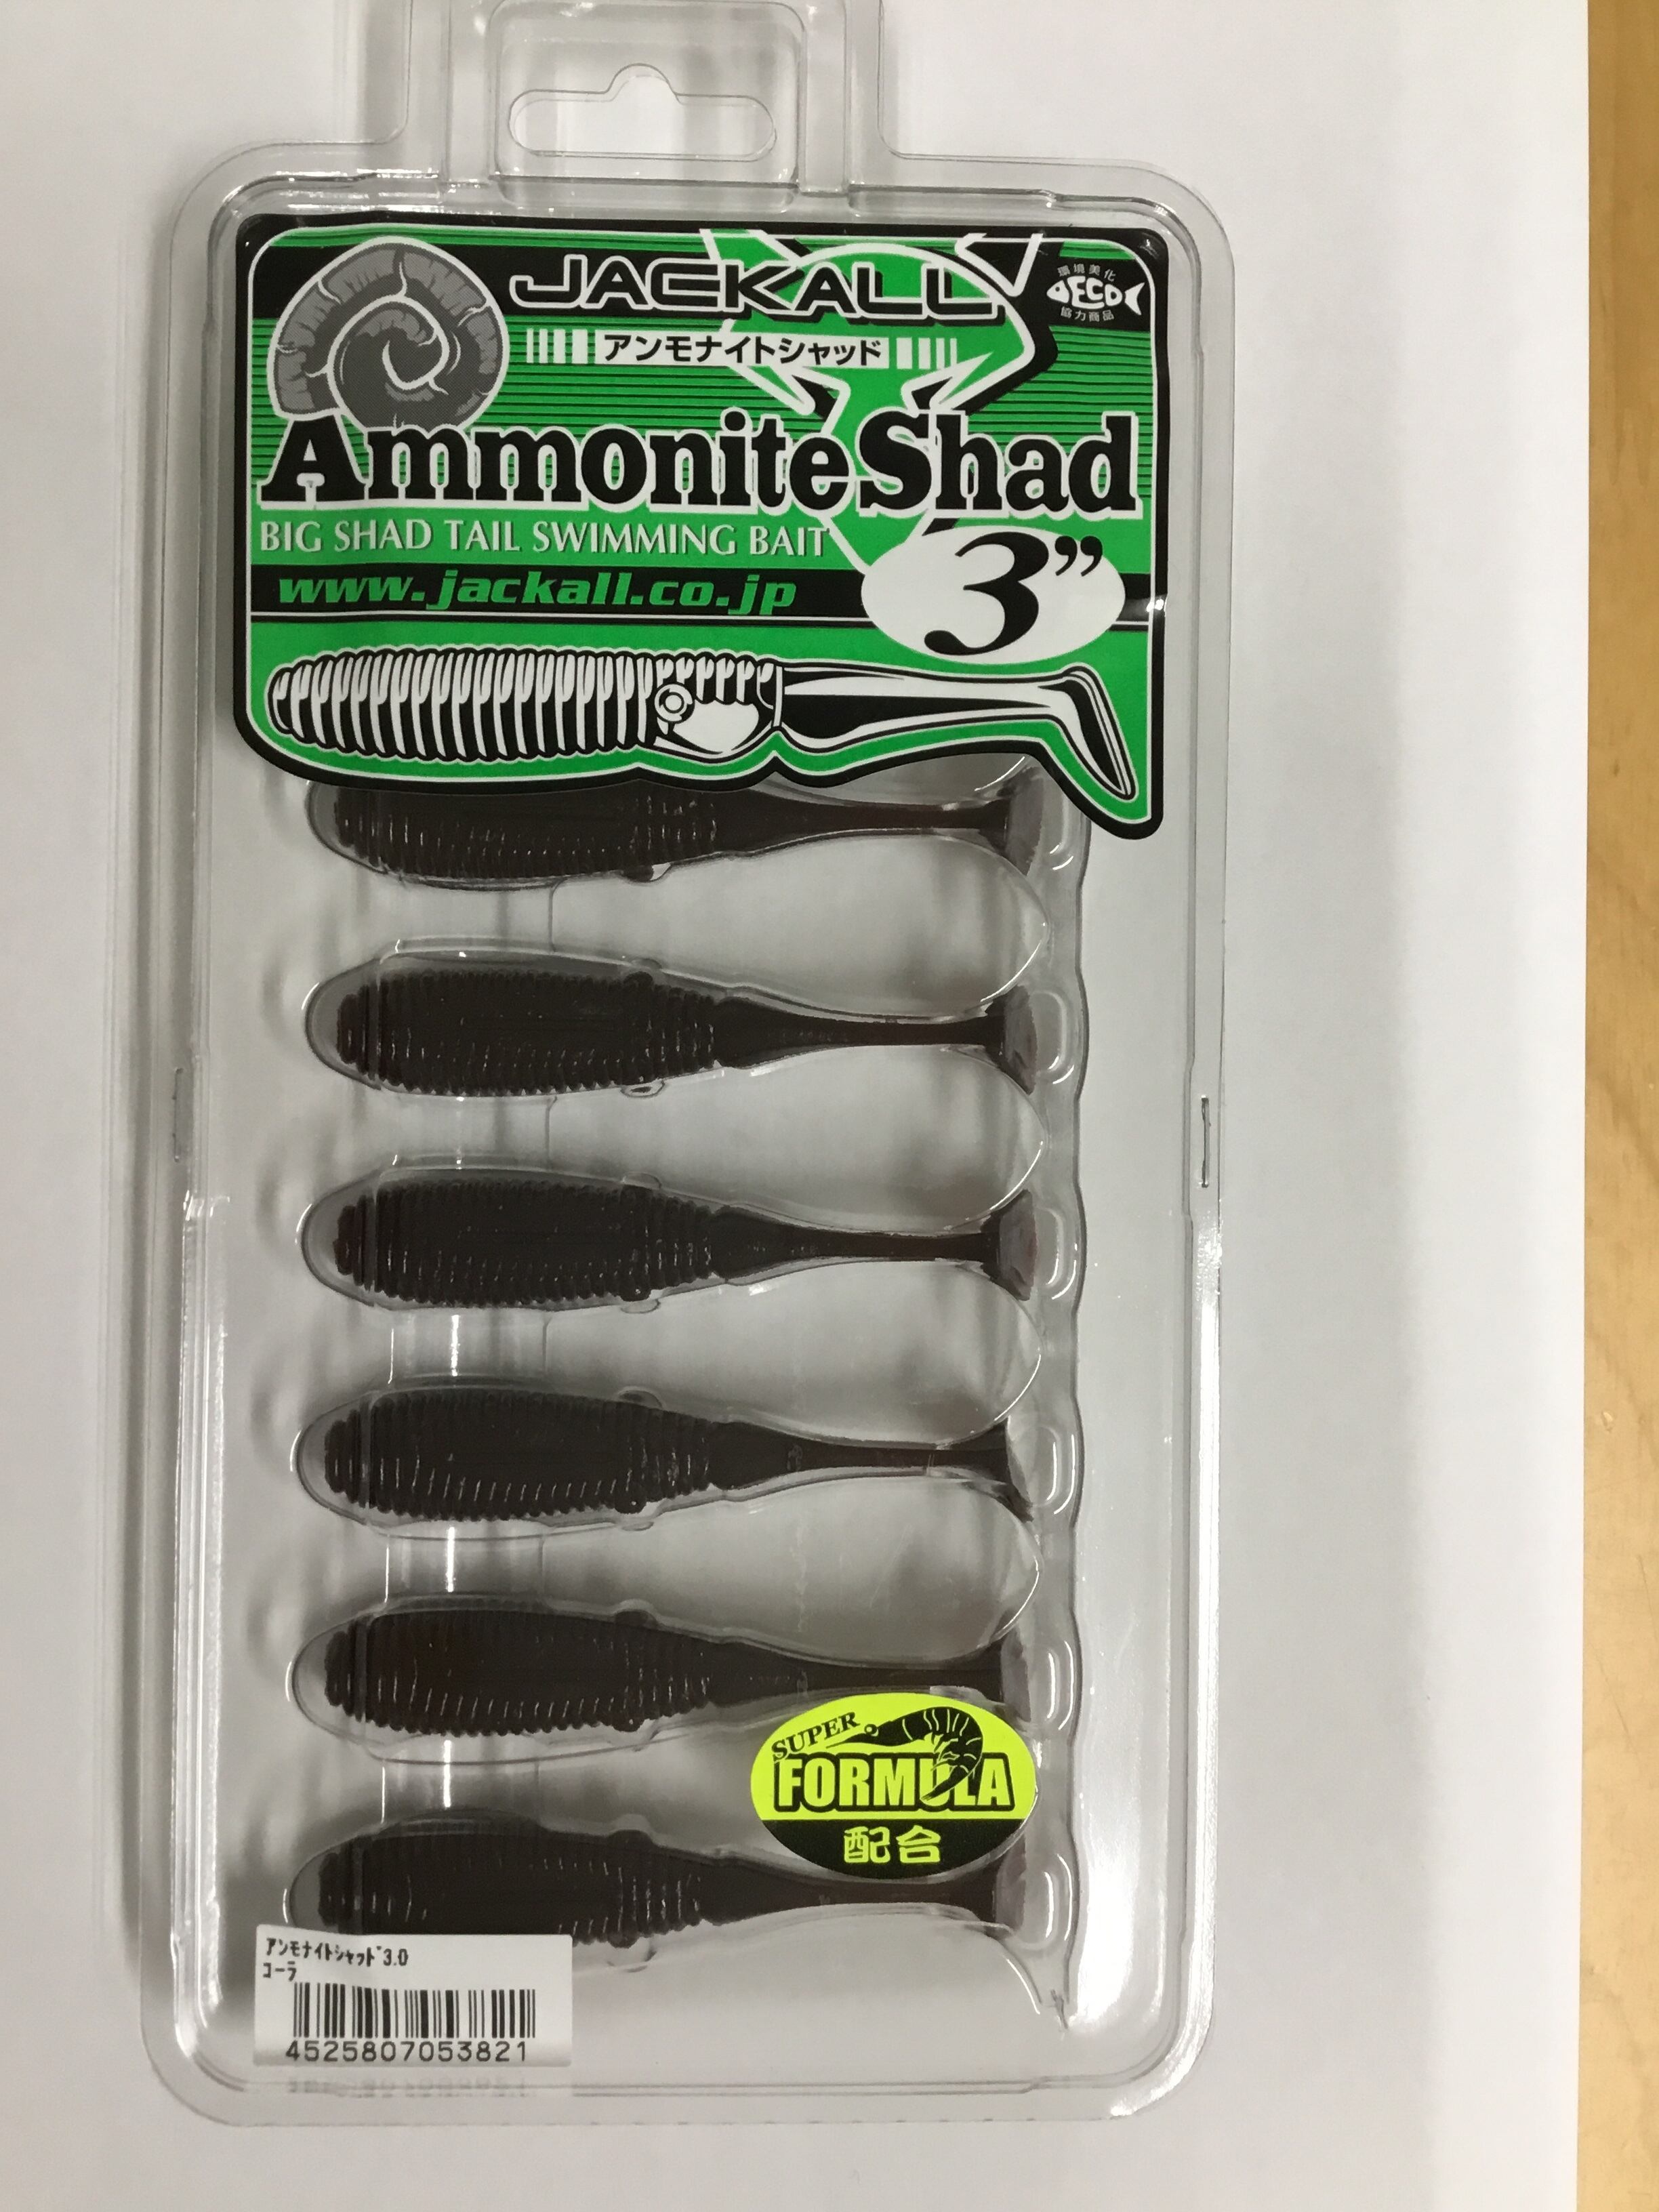 JACKALL
環境美化
ECO
協力商品
アンモナイトシャッド
Ammonite Shad
BIG SHAD TAIL SWIMMING BAIT
3”
www.jackall.co.jp
SUPER
FORMULA
配合
アンモナイトシャッド3.0
コーラ
4525807053821